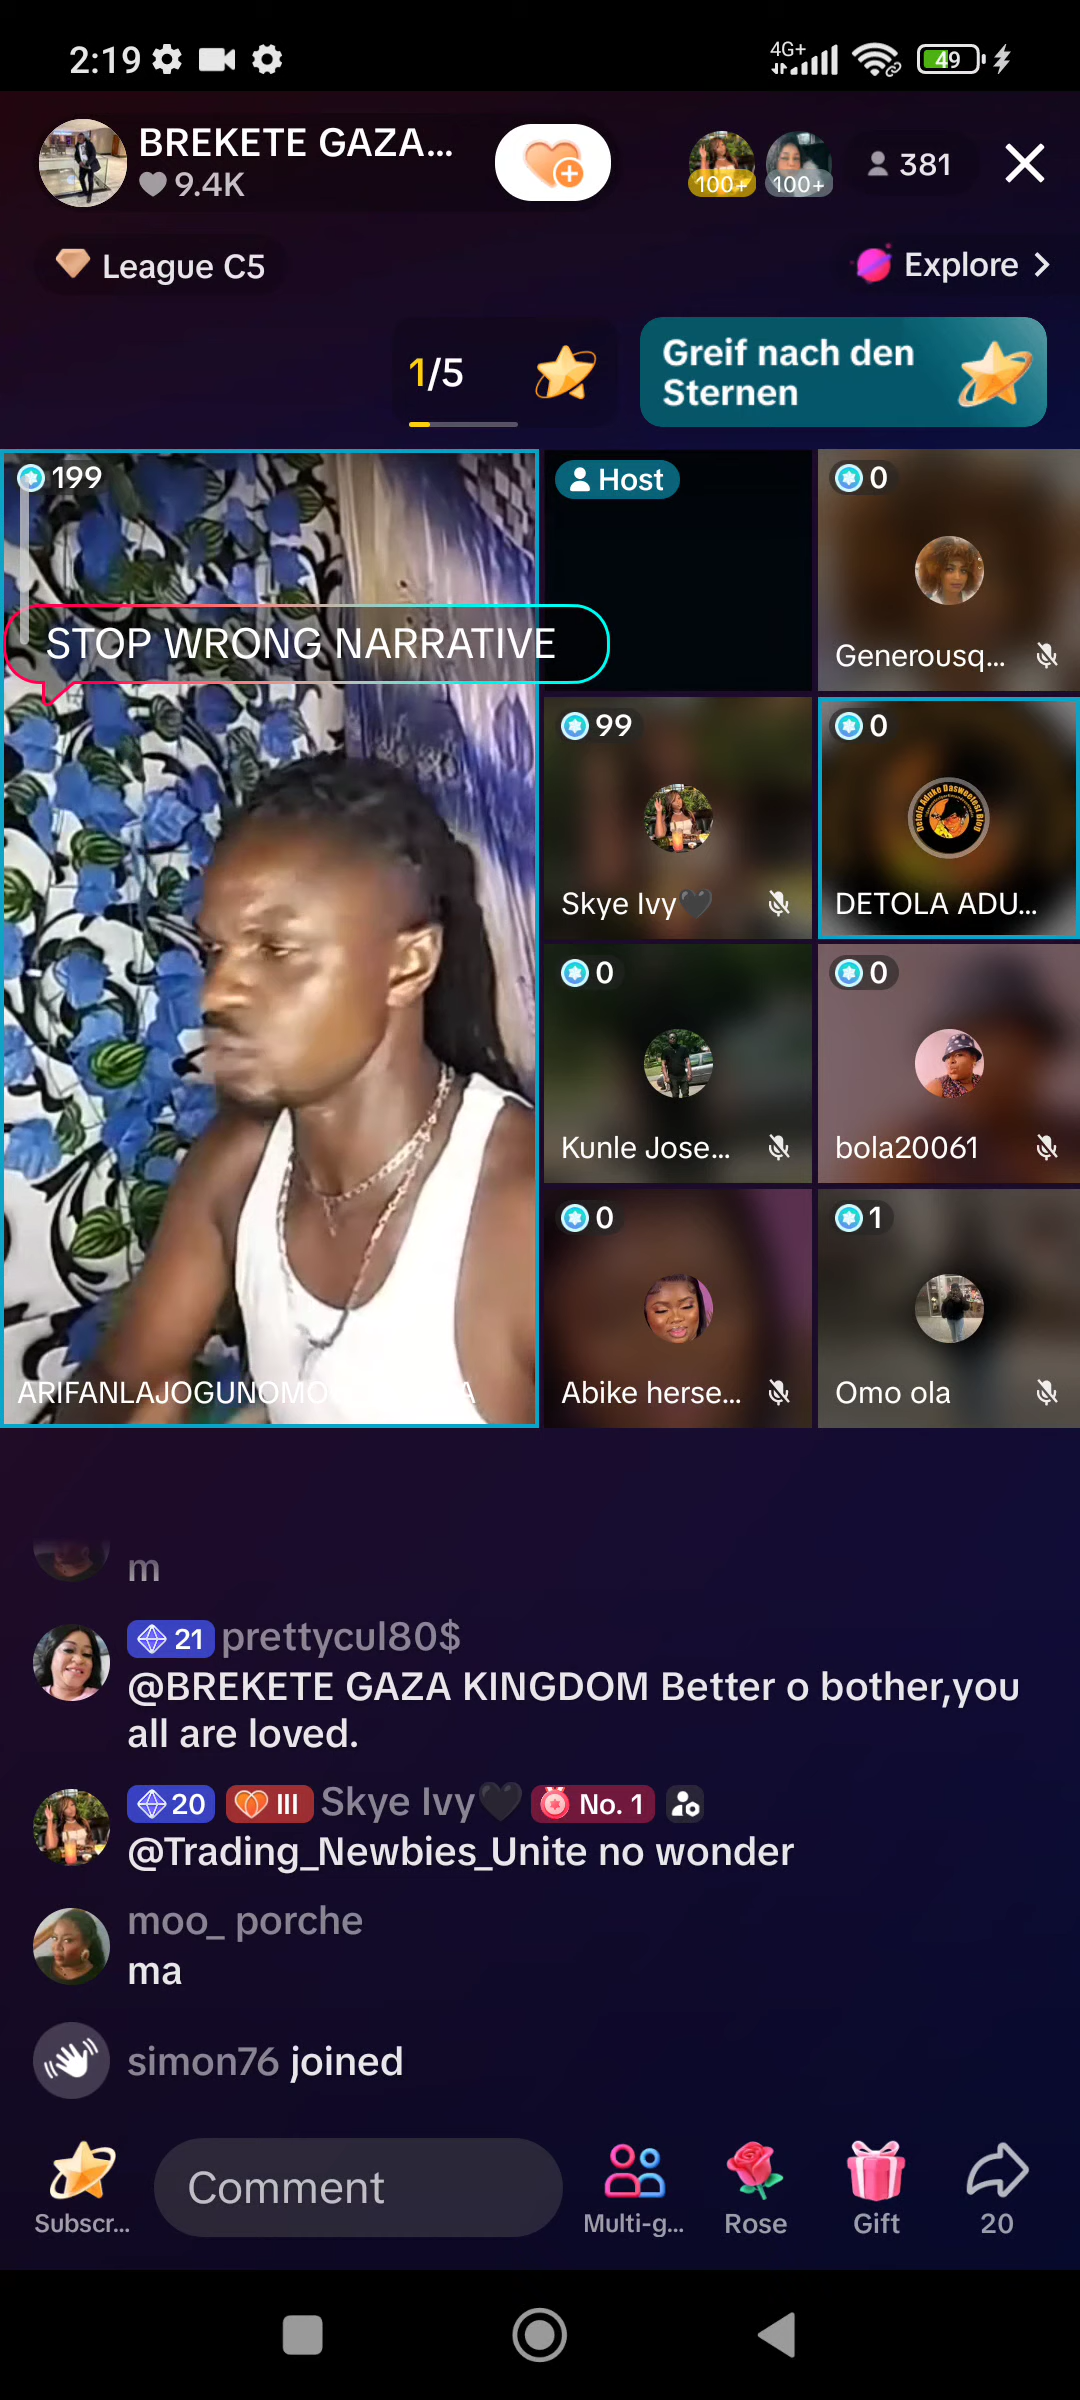 2:19
4G+
49
BREKETE GAZA...
9.4K
100+
100+
381
League C5
Explore
1/5
Greif nach den
Sternen
199
Host
0
STOP WRONG NARRATIVE
Generousq...
99
0
Detola Aduke Dasweetest Blog
Skye Ivy🖤
DETOLA ADU...
0
0
Kunle Jose...
bola20061
0
1
ARIFANLAJOGUNOMO
Abike herse...
Omo ola
m
21 prettycul80$
@BREKETE GAZA KINGDOM Better o bother,you
all are loved.
20 III Skye Ivy🖤 No. 1
@Trading_Newbies_Unite no wonder
moo_ porche
ma
simon76 joined
Subscr...
Comment
Multi-g...
Rose
Gift
20